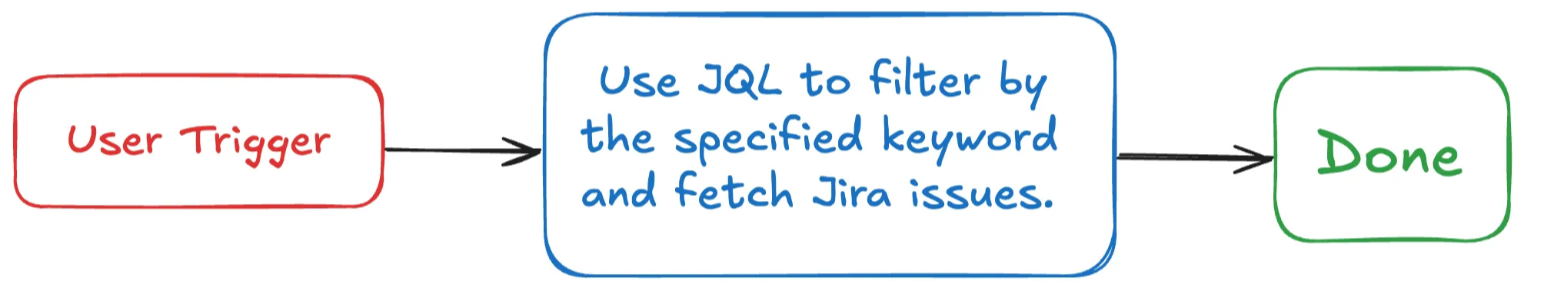 User Trigger
Use JQL to filter by
the specified keyword
and fetch Jira issues.
Done